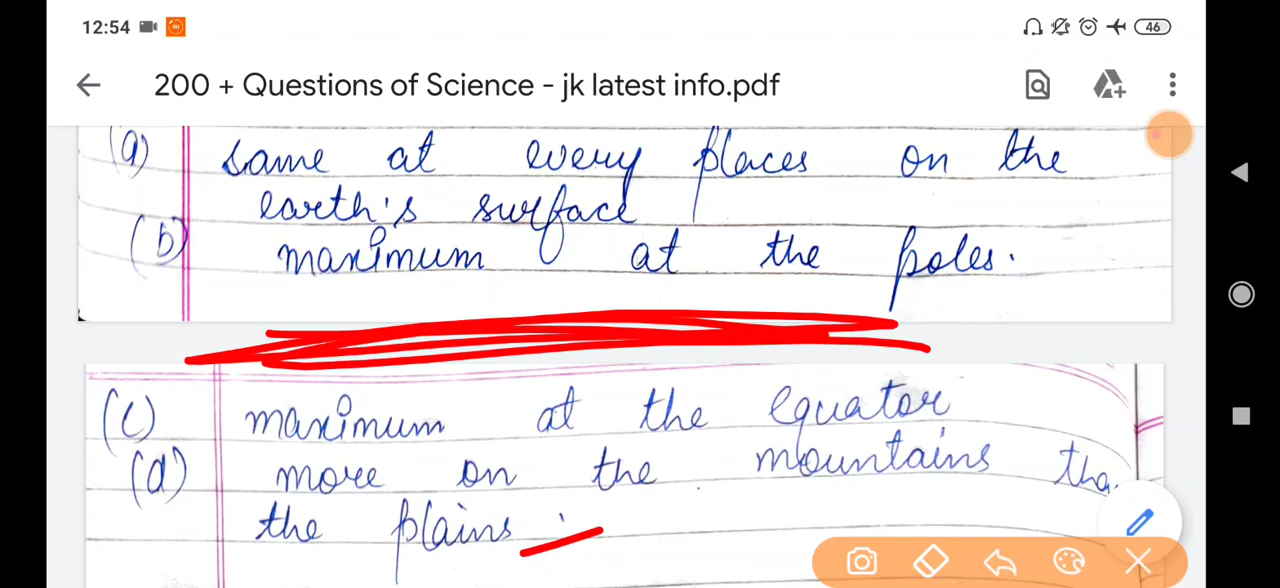 12:54 46
200 + Questions of Science - jk latest info.pdf
(a) same at every places on the
earth's surface
(b) maximum at the poles.
(c) maximum at the equator
(d) more on the mountains tha
the plains